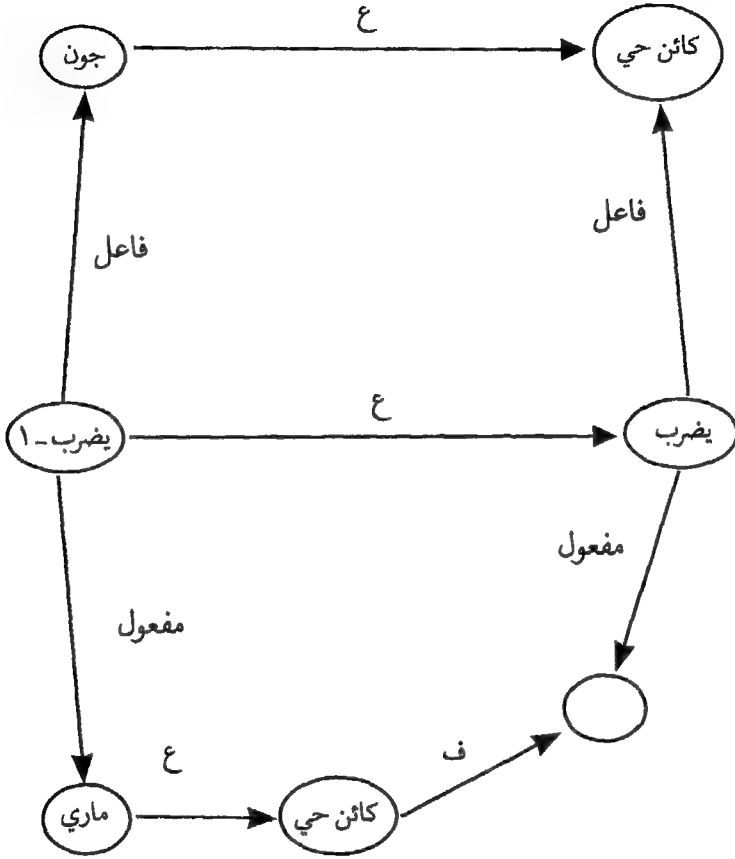 ع
كائن حي
جون
فاعل
فاعل
ع
يضرب
يضرب - ١
مفعول
مفعول
ف
ع
كائن حي
ماري